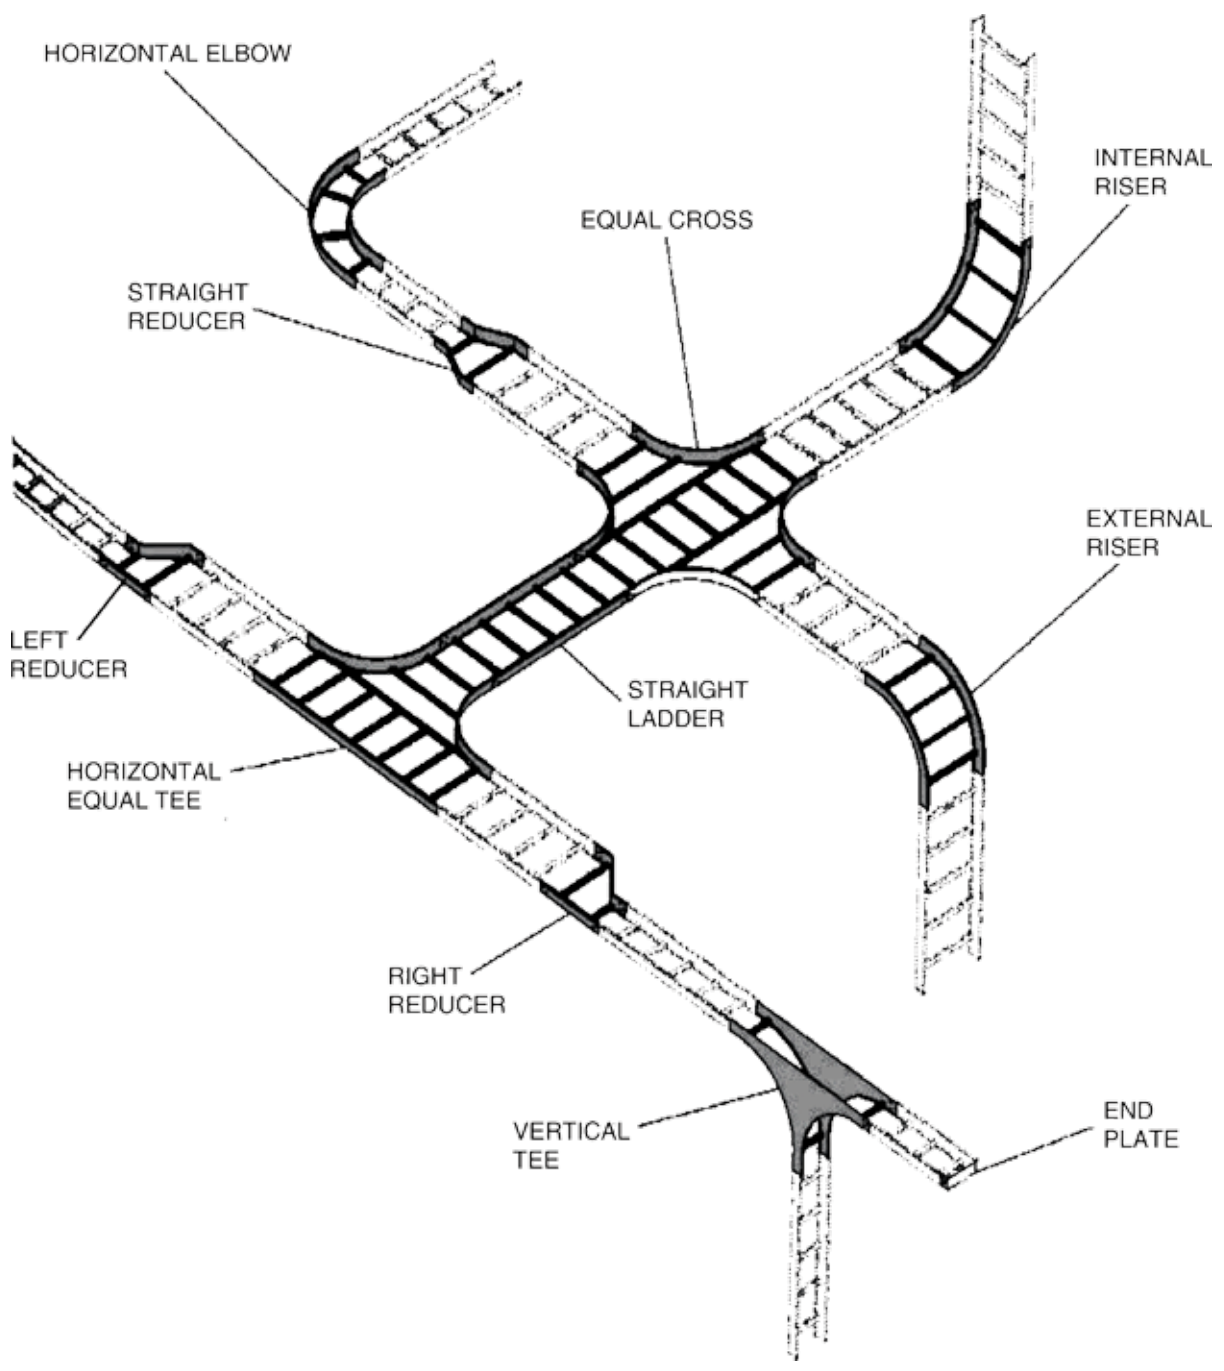 HORIZONTAL ELBOW
INTERNAL
RISER
EQUAL CROSS
STRAIGHT
REDUCER
EXTERNAL
RISER
LEFT
REDUCER
STRAIGHT
LADDER
HORIZONTAL
EQUAL TEE
RIGHT
REDUCER
VERTICAL
TEE
END
PLATE